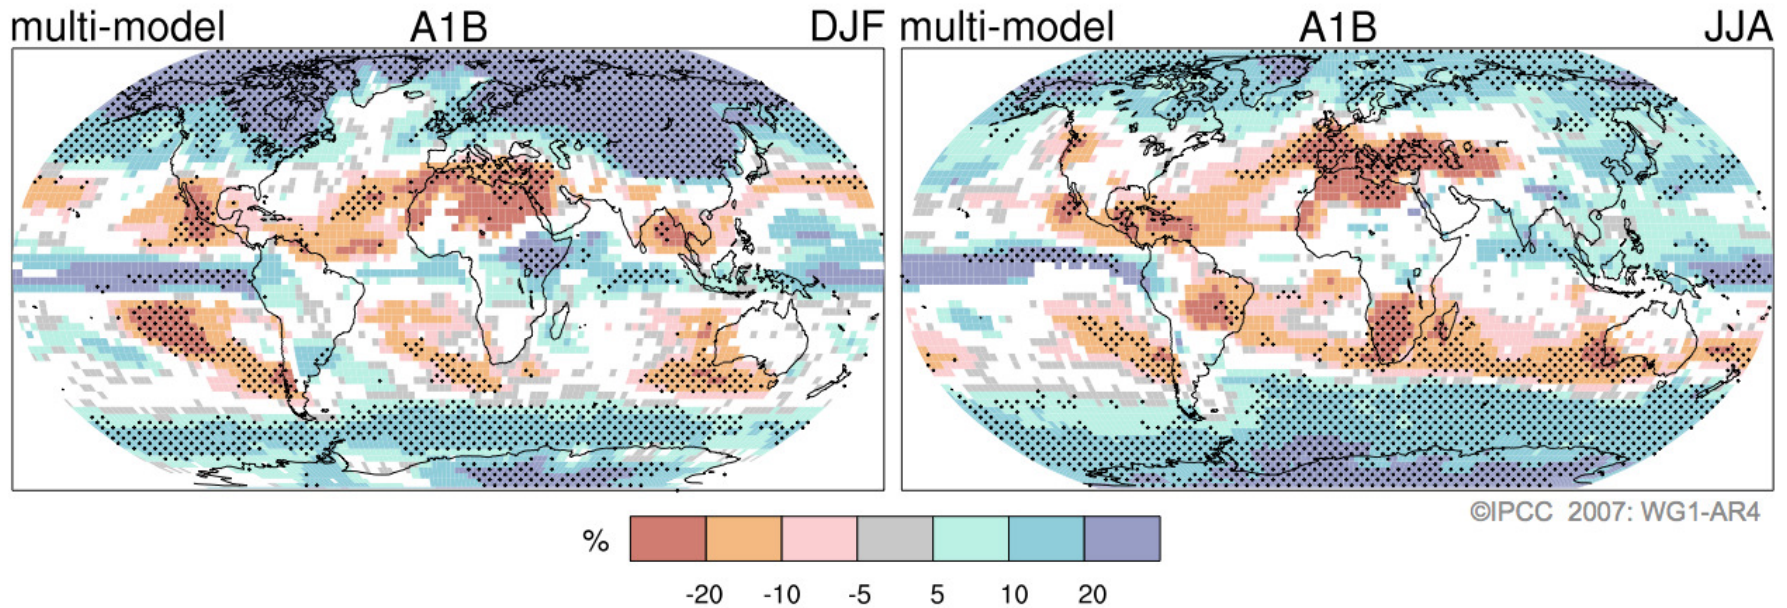 multi-model A1B DJF
multi-model A1B JJA
©IPCC 2007: WG1-AR4
%
-20 -10 -5 5 10 20